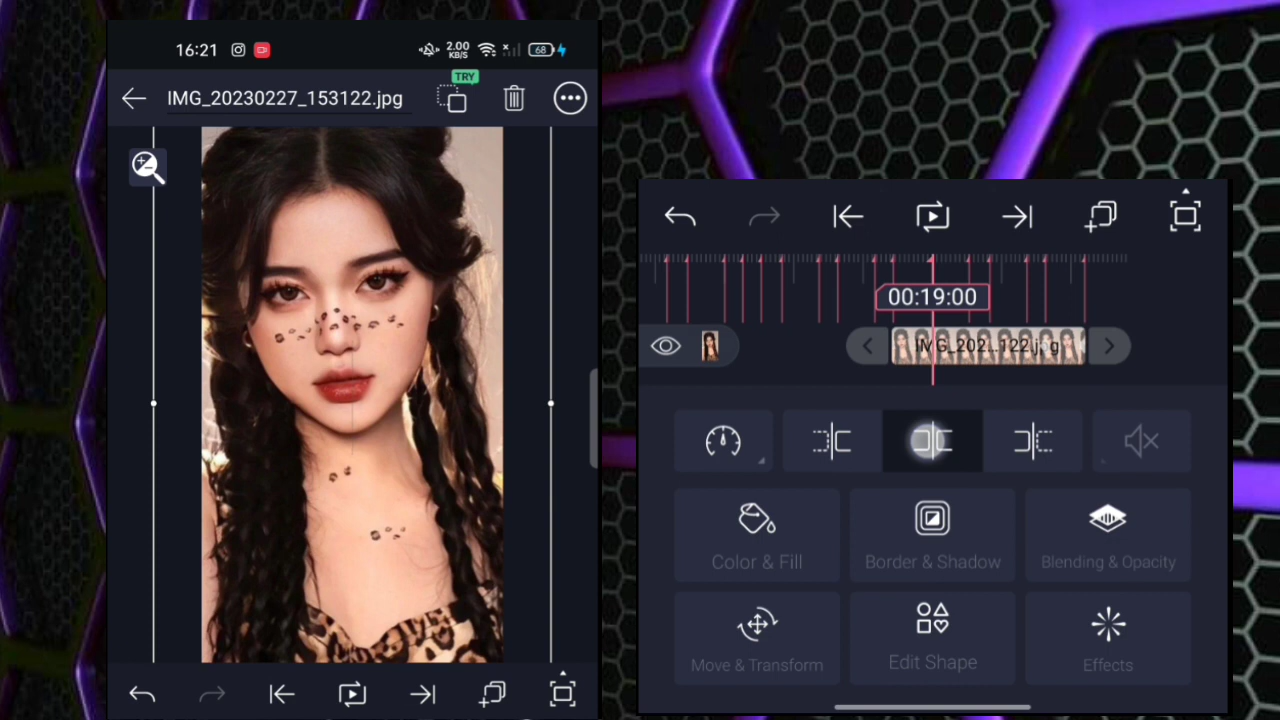 16:21
2.00
KB/S
68
TRY
IMG_20230227_153122.jpg
00:19:00
IMG_202...122.jpg
Color & Fill
Border & Shadow
Blending & Opacity
Move & Transform
Edit Shape
Effects